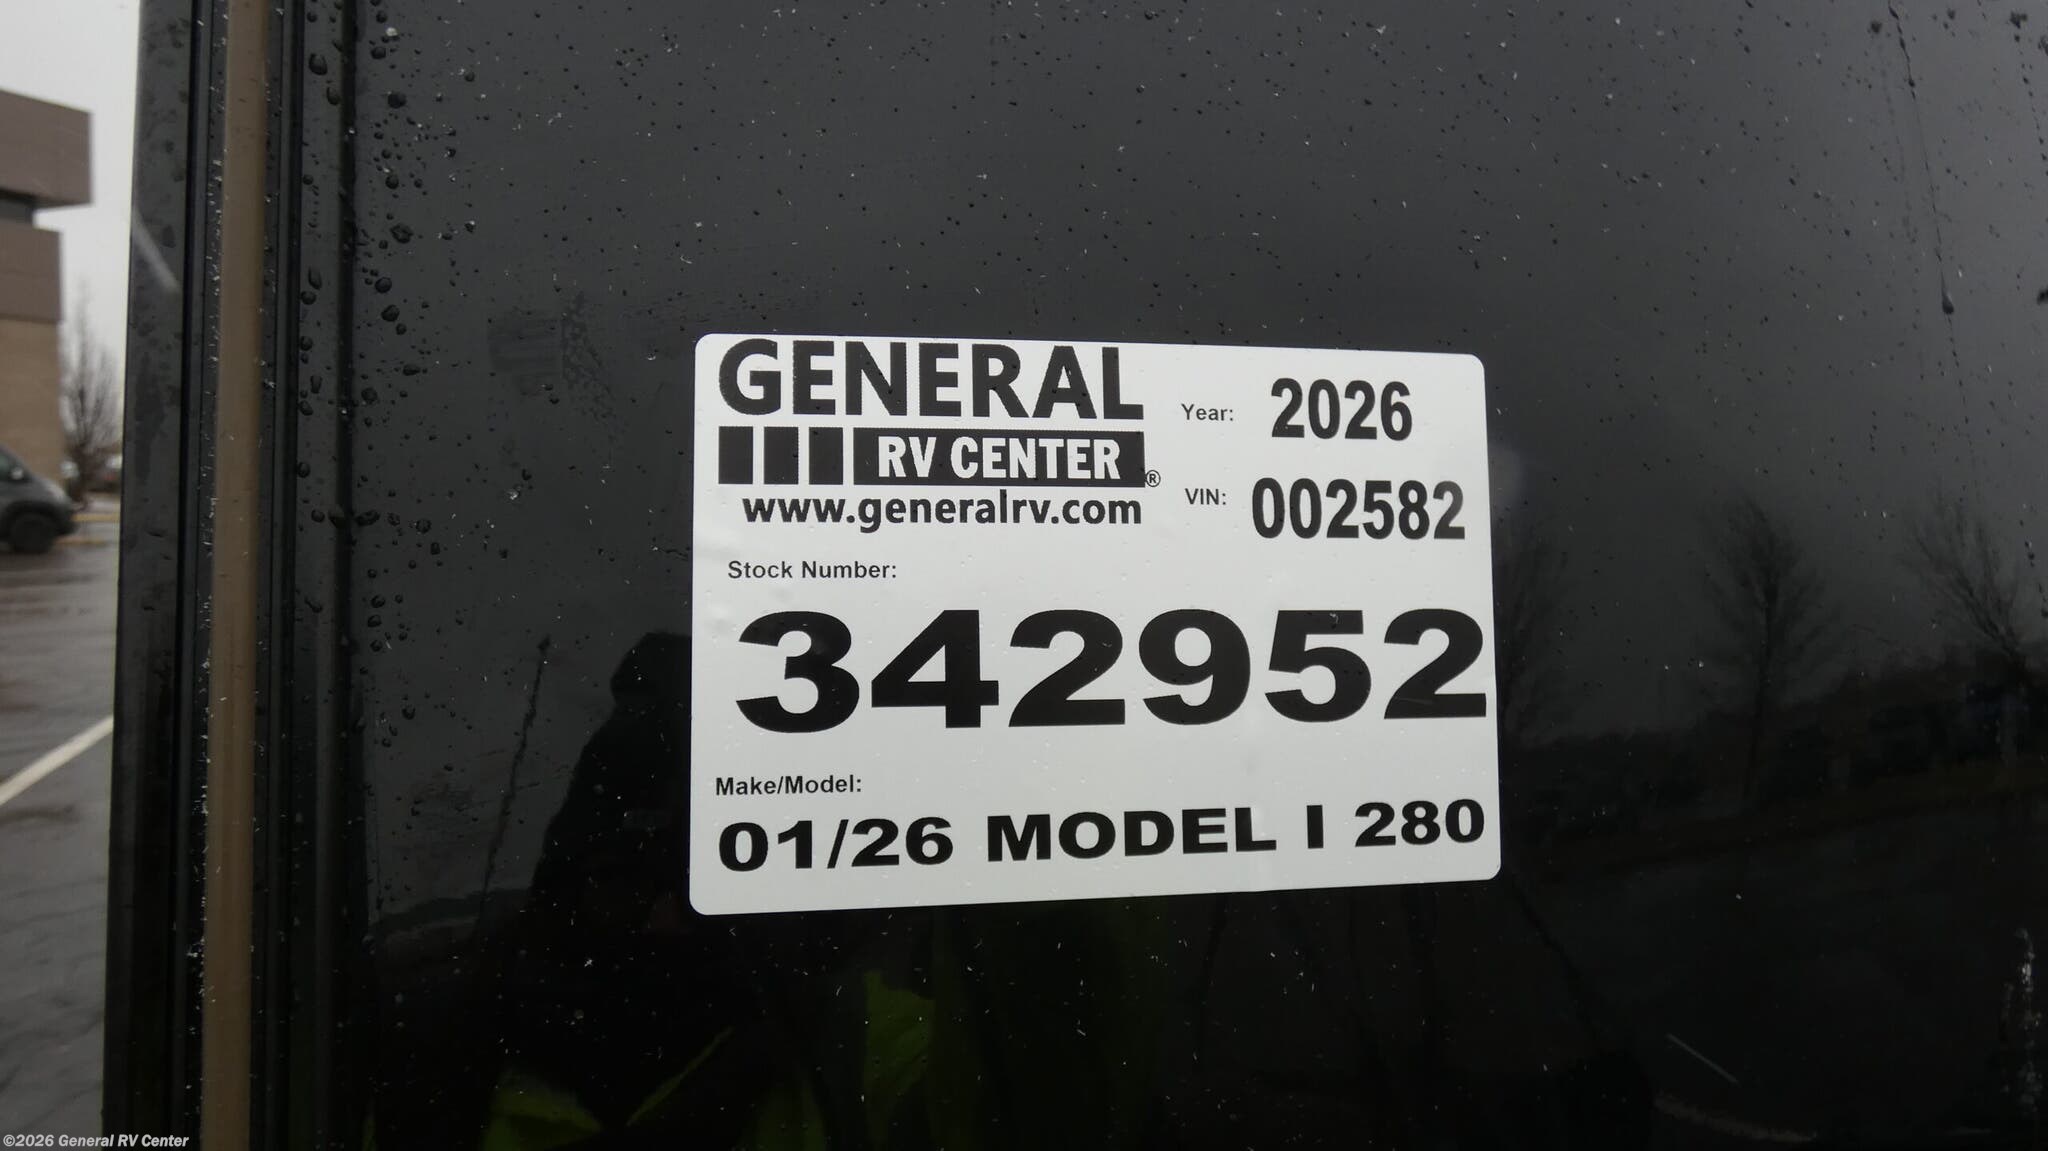 GENERAL
RV CENTER®
www.generalrv.com
Year: 2026
VIN: 002582
Stock Number:
342952
Make/Model:
01/26 MODEL I 280
©2026 General RV Center